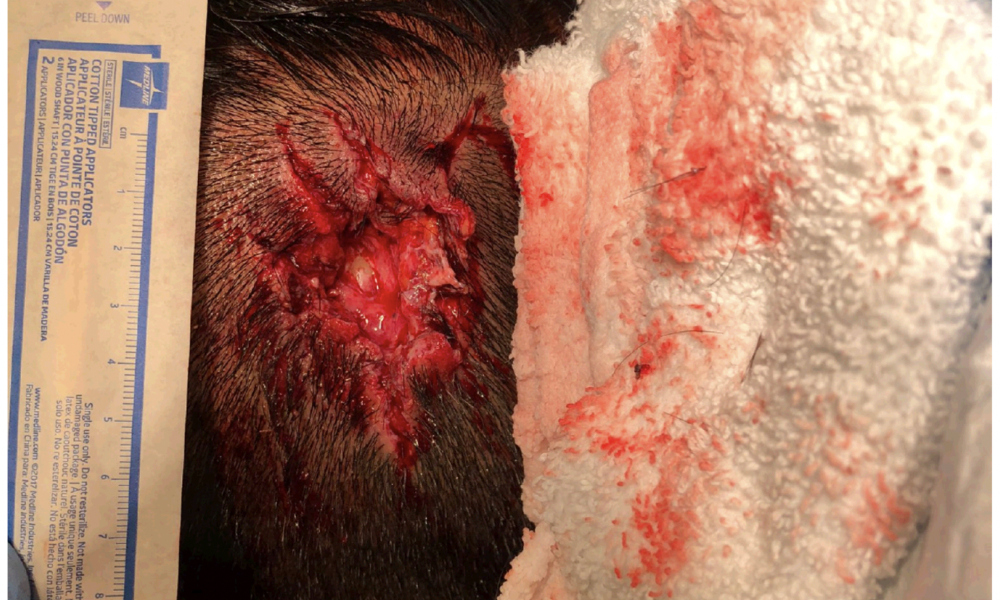 PEEL DOWN
MEDLINE
STERILE | STÉRILE | ESTÉRIL
COTTON TIPPED APPLICATORS
APPLICATEUR À POINTE DE COTON
APLICADOR CON PUNTA DE ALGODÓN
6 IN WOOD SHAFT | 15.24 CM TIGE EN BOIS | 15.24 CM VARILLA DE MADERA
2 APPLICATORS | APPLICATEUR | APLICADOR
cm
1
2
3
4
5
6
7
8
Single use only. Do not resterilize. Not made with
undamaged package. | À usage unique seulement.
latex de caoutchouc naturel. Stérile dans l'emballa
solo uso. No re esterelizar. No está hecho con láte
www.medline.com ©2017 Medline Industries,
Fabricado en China para: Medline Industries,